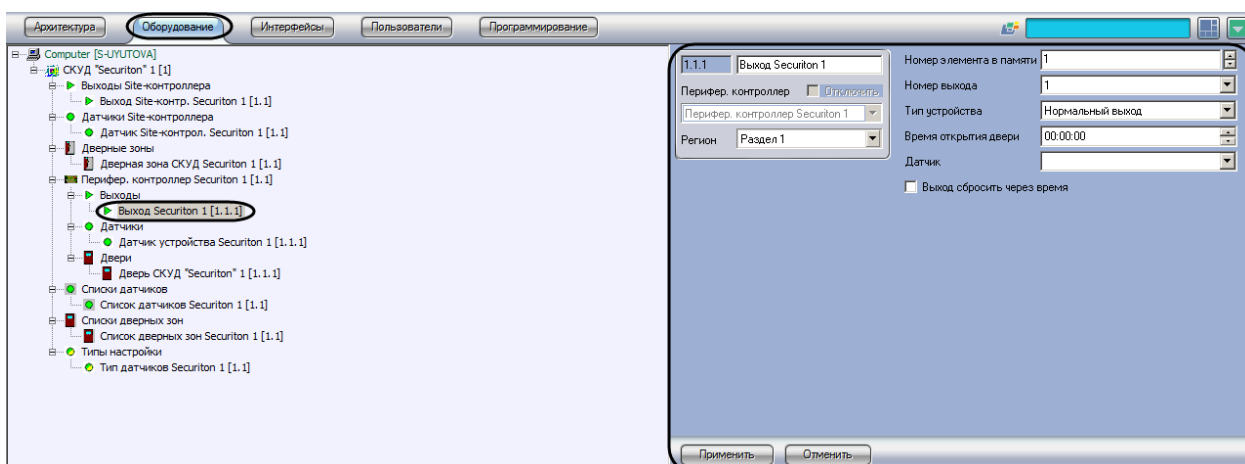 Архитектура Оборудование Интерфейсы Пользователи Программирование
Computer [S-UYUTOVA]
СКУД "Securiton" 1 [1]
Выходы Site-контроллера
Выход Site-контр. Securiton 1 [1.1]
Датчики Site-контроллера
Датчик Site-контрол. Securiton 1 [1.1]
Дверные зоны
Дверная зона СКУД Securiton 1 [1.1]
Перифер. контроллер Securiton 1 [1.1]
Выходы
Выход Securiton 1 [1.1.1]
Датчики
Датчик устройства Securiton 1 [1.1.1]
Двери
Дверь СКУД "Securiton" 1 [1.1.1]
Списки датчиков
Список датчиков Securiton 1 [1.1]
Списки дверных зон
Список дверных зон Securiton 1 [1.1]
Типы настройки
Тип датчиков Securiton 1 [1.1]
1.1.1 Выход Securiton 1
Перифер. контроллер Отключить
Перифер. контроллер Securiton 1
Регион Раздел 1
Номер элемента в памяти 1
Номер выхода 1
Тип устройства Нормальный выход
Время открытия двери 00:00:00
Датчик
Выход сбросить через время
Применить Отменить